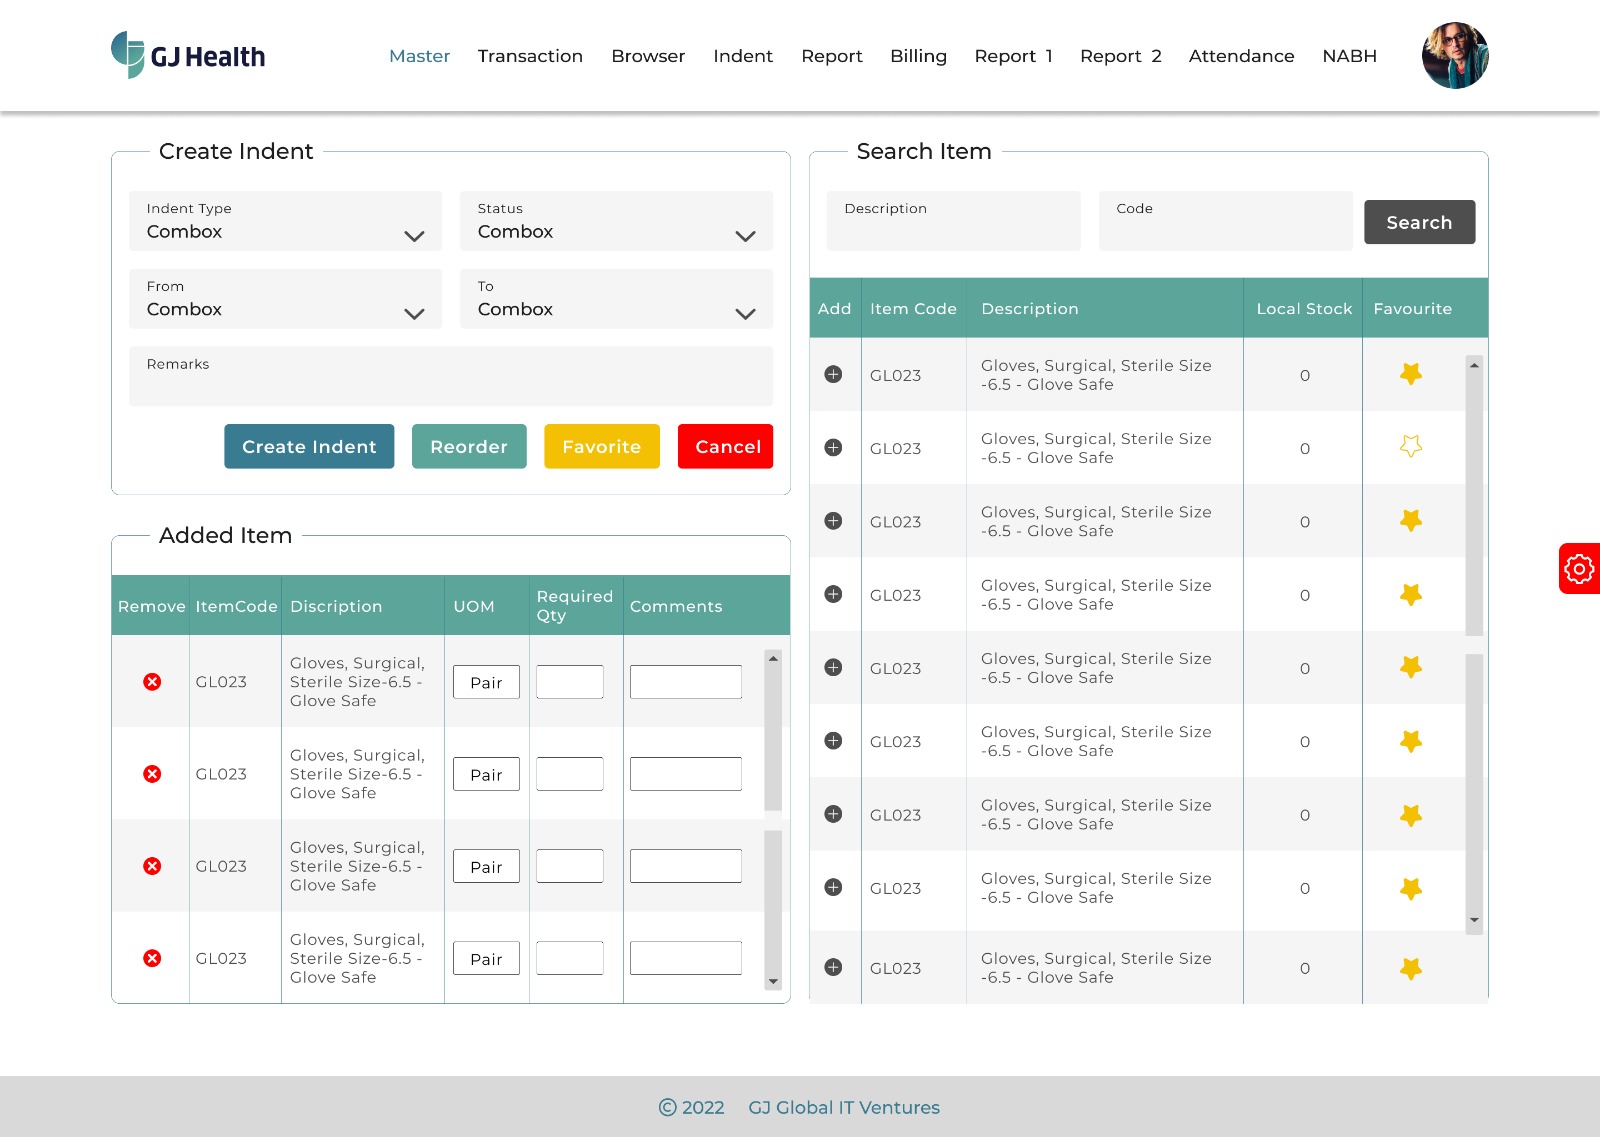 GJ Health
Master Transaction Browser Indent Report Billing Report 1 Report 2 Attendance NABH
Create Indent
Indent Type
Combox
Status
Combox
From
Combox
To
Combox
Remarks
Create Indent Reorder Favorite Cancel
Added Item
Remove ItemCode Discription UOM Required Qty Comments
GL023
Gloves, Surgical,
Sterile Size-6.5 -
Glove Safe
Pair
GL023
Gloves, Surgical,
Sterile Size-6.5 -
Glove Safe
Pair
GL023
Gloves, Surgical,
Sterile Size-6.5 -
Glove Safe
Pair
GL023
Gloves, Surgical,
Sterile Size-6.5 -
Glove Safe
Pair
Search Item
Description
Code
Search
Add Item Code Description Local Stock Favourite
GL023
Gloves, Surgical, Sterile Size
-6.5 - Glove Safe
0
GL023
Gloves, Surgical, Sterile Size
-6.5 - Glove Safe
0
GL023
Gloves, Surgical, Sterile Size
-6.5 - Glove Safe
0
GL023
Gloves, Surgical, Sterile Size
-6.5 - Glove Safe
0
GL023
Gloves, Surgical, Sterile Size
-6.5 - Glove Safe
0
GL023
Gloves, Surgical, Sterile Size
-6.5 - Glove Safe
0
GL023
Gloves, Surgical, Sterile Size
-6.5 - Glove Safe
0
GL023
Gloves, Surgical, Sterile Size
-6.5 - Glove Safe
0
GL023
Gloves, Surgical, Sterile Size
-6.5 - Glove Safe
0
© 2022 GJ Global IT Ventures